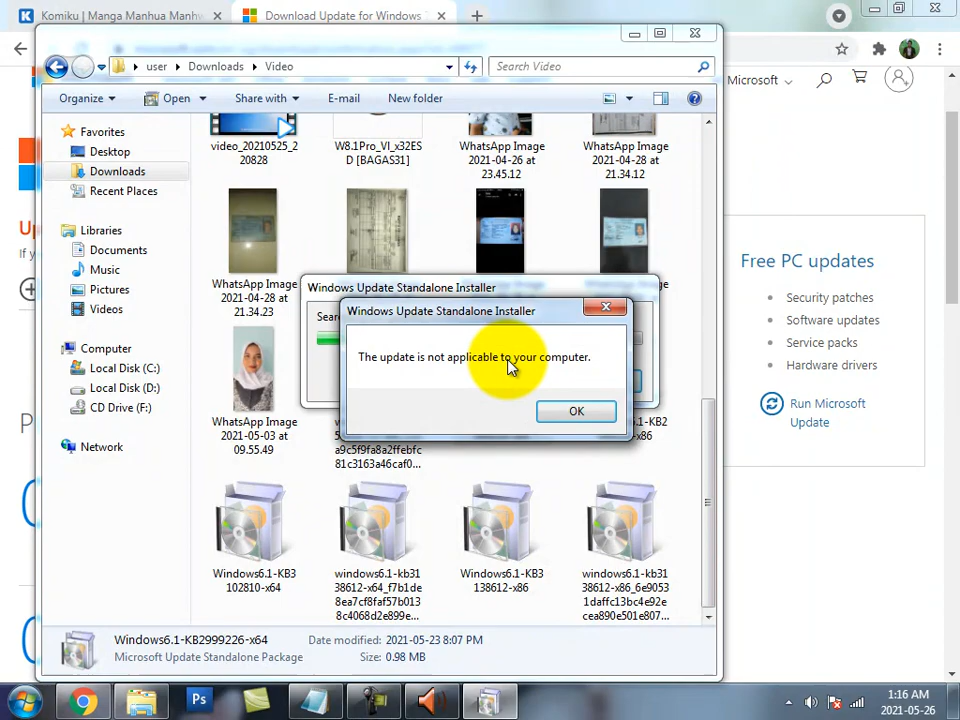 Komiku | Manga Manhua Manhw
Download Update for Windows
user
Downloads
Video
Search Video
Microsoft
Organize
Open
Share with
E-mail
New folder
Favorites
Desktop
Downloads
Recent Places
Libraries
Documents
Music
Pictures
Videos
Computer
Local Disk (C:)
Local Disk (D:)
CD Drive (F:)
Network
video_20210525_2
20828
W8.1Pro_Vl_x32ES
D [BAGAS31]
WhatsApp Image
2021-04-26 at
23.45.12
WhatsApp Image
2021-04-28 at
21.34.12
WhatsApp Image
2021-04-28 at
21.34.23
WhatsApp Image
2021-05-03 at
09.55.49
a9c5f9fa2ffebfc
81c3163a46caf0...
-x86
Windows Update Standalone Installer
Sear
Windows Update Standalone Installer
The update is not applicable to your computer.
OK
Windows6.1-KB3
102810-x64
windows6.1-kb31
38612-x64_f7b1de
8ea7cf8faf57b013
8c4068d2e899e...
Windows6.1-KB3
138612-x86
windows6.1-kb31
38612-x86_6e9053
1daffc13bc4e92e
cea890e501e807...
Windows6.1-KB2999226-x64
Date modified: 2021-05-23 8:07 PM
Microsoft Update Standalone Package
Size: 0.98 MB
Up
If y
P
Free PC updates
Security patches
Software updates
Service packs
Hardware drivers
Run Microsoft
Update
Ps
1:16 AM
2021-05-26